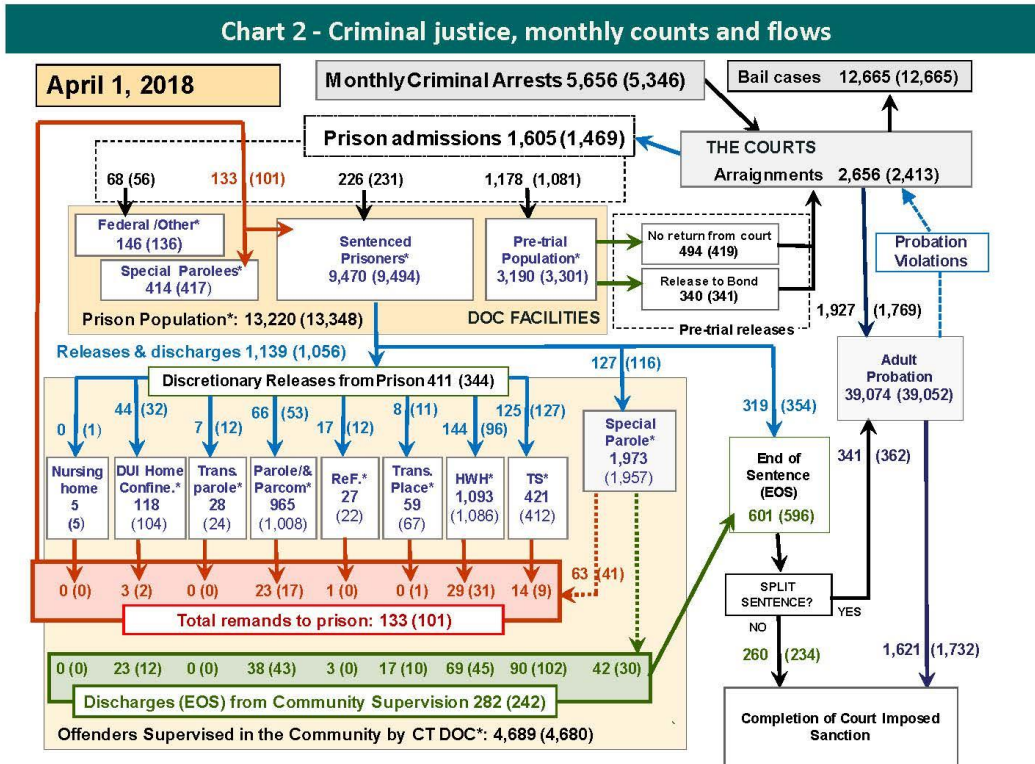 Chart 2 - Criminal justice, monthly counts and flows
April 1, 2018
Monthly Criminal Arrests 5,656 (5,346)
Bail cases 12,665 (12,665)
Prison admissions 1,605 (1,469)
THE COURTS
Arraignments 2,656 (2,413)
68 (56)
133 (101)
226 (231)
1,178 (1,081)
Federal /Other*
146 (136)
Special Parolees*
414 (417)
Sentenced
Prisoners*
9,470 (9,494)
Pre-trial
Population*
3,190 (3,301)
No return from court
494 (419)
Release to Bond
340 (341)
Pre-trial releases
Probation
Violations
Prison Population*: 13,220 (13,348)
DOC FACILITIES
1,927 (1,769)
Releases & discharges 1,139 (1,056)
127 (116)
Adult
Probation
39,074 (39,052)
Discretionary Releases from Prison 411 (344)
0 (1)
44 (32)
7 (12)
66 (53)
17 (12)
8 (11)
144 (96)
125 (127)
319 (354)
341 (362)
Nursing
home
5
(5)
DUI Home
Confine.*
118
(104)
Trans.
parole*
28
(24)
Parole/&
Parcom*
965
(1,008)
ReF.*
27
(22)
Trans.
Place*
59
(67)
HWH*
1,093
(1,086)
TS*
421
(412)
Special
Parole*
1,973
(1,957)
End of
Sentence
(EOS)
601 (596)
0 (0) 3 (2) 0 (0) 23 (17) 1 (0) 0 (1) 29 (31) 14 (9)
63 (41)
Total remands to prison: 133 (101)
SPLIT
SENTENCE?
YES
NO
260 (234)
1,621 (1,732)
0 (0) 23 (12) 0 (0) 38 (43) 3 (0) 17 (10) 69 (45) 90 (102) 42 (30)
Discharges (EOS) from Community Supervision 282 (242)
Offenders Supervised in the Community by CT DOC*: 4,689 (4,680)
Completion of Court Imposed
Sanction